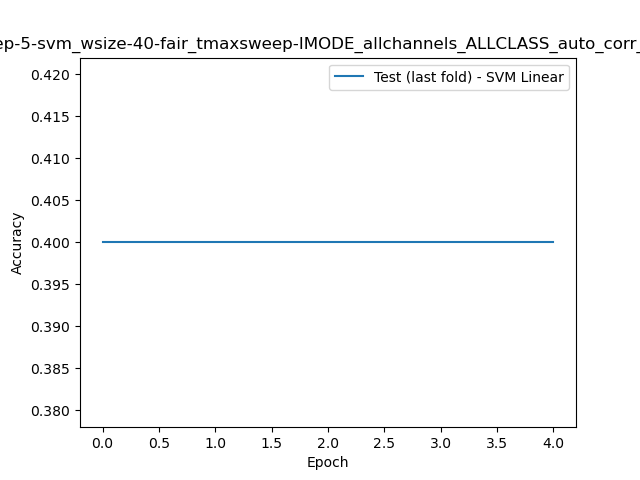 ep-5-svm_wsize-40-fair_tmaxsweep-IMODE_allchannels_ALLCLASS_auto_corr_
Test (last fold) - SVM Linear
Accuracy
0.420
0.415
0.410
0.405
0.400
0.395
0.390
0.385
0.380
0.0 0.5 1.0 1.5 2.0 2.5 3.0 3.5 4.0
Epoch